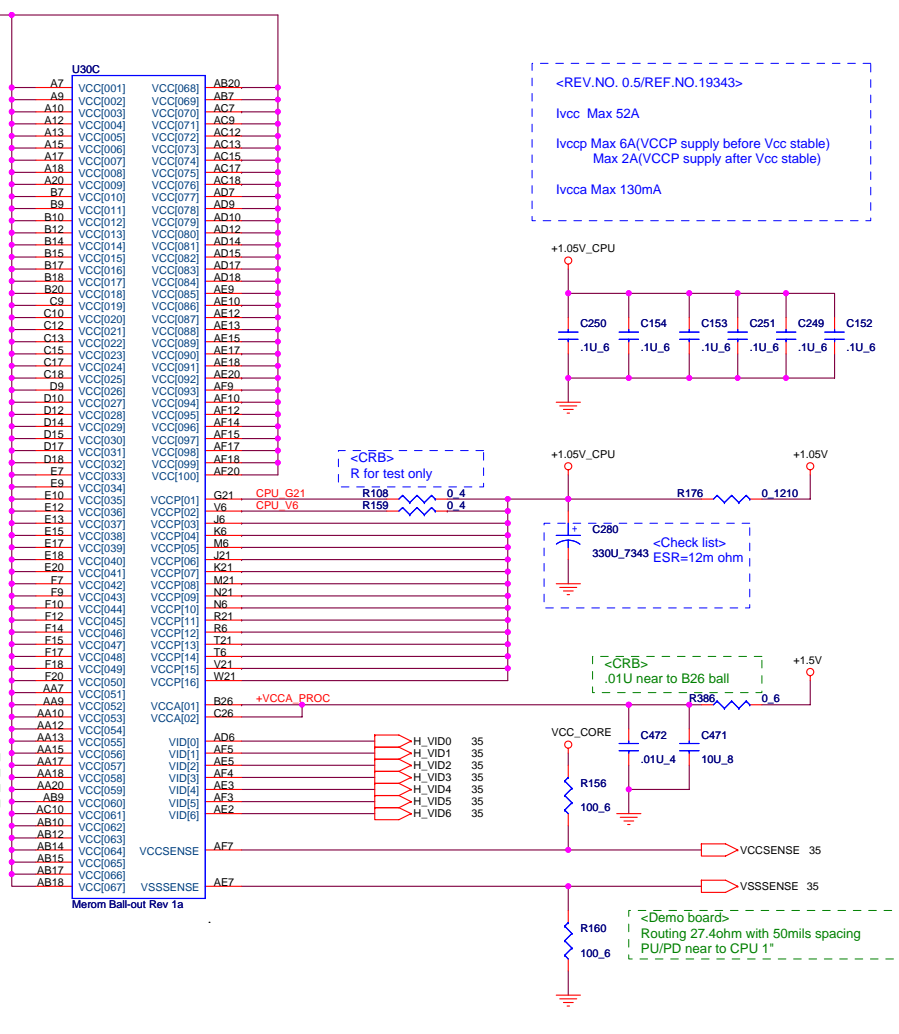 U30C
A7 VCC[001] VCC[068] AB20
A9 VCC[002] VCC[069] AB7
A10 VCC[003] VCC[070] AC7
A12 VCC[004] VCC[071] AC9
A13 VCC[005] VCC[072] AC12
A15 VCC[006] VCC[073] AC13
A17 VCC[007] VCC[074] AC15
A18 VCC[008] VCC[075] AC17
A20 VCC[009] VCC[076] AC18
B7 VCC[010] VCC[077] AD7
B9 VCC[011] VCC[078] AD9
B10 VCC[012] VCC[079] AD10
B12 VCC[013] VCC[080] AD12
B14 VCC[014] VCC[081] AD14
B15 VCC[015] VCC[082] AD15
B17 VCC[016] VCC[083] AD17
B18 VCC[017] VCC[084] AD18
B20 VCC[018] VCC[085] AE9
C9 VCC[019] VCC[086] AE10
C10 VCC[020] VCC[087] AE12
C12 VCC[021] VCC[088] AE13
C13 VCC[022] VCC[089] AE15
C15 VCC[023] VCC[090] AE17
C17 VCC[024] VCC[091] AE18
C18 VCC[025] VCC[092] AE20
D9 VCC[026] VCC[093] AF9
D10 VCC[027] VCC[094] AF10
D12 VCC[028] VCC[095] AF12
D14 VCC[029] VCC[096] AF14
D15 VCC[030] VCC[097] AF15
D17 VCC[031] VCC[098] AF17
D18 VCC[032] VCC[099] AF18
E7 VCC[033] VCC[100] AF20
E9 VCC[034]
E10 VCC[035] VCCP[01] G21 CPU_G21 R108 0_4
E12 VCC[036] VCCP[02] V6 CPU_V6 R159 0_4
E13 VCC[037] VCCP[03] J6
E15 VCC[038] VCCP[04] K6
E17 VCC[039] VCCP[05] M6
E18 VCC[040] VCCP[06] J21
E20 VCC[041] VCCP[07] K21
F7 VCC[042] VCCP[08] M21
F9 VCC[043] VCCP[09] N21
F10 VCC[044] VCCP[10] N6
F12 VCC[045] VCCP[11] R21
F14 VCC[046] VCCP[12] R6
F15 VCC[047] VCCP[13] T21
F17 VCC[048] VCCP[14] T6
F18 VCC[049] VCCP[15] V21
F20 VCC[050] VCCP[16] W21
AA7 VCC[051]
AA9 VCC[052] VCCA[01] B26 +VCCA_PROC
AA10 VCC[053] VCCA[02] C26
AA12 VCC[054]
AA13 VCC[055] VID[0] AD6 H_VID0 35
AA15 VCC[056] VID[1] AF5 H_VID1 35
AA17 VCC[057] VID[2] AE5 H_VID2 35
AA18 VCC[058] VID[3] AF4 H_VID3 35
AA20 VCC[059] VID[4] AE3 H_VID4 35
AB9 VCC[060] VID[5] AF3 H_VID5 35
AC10 VCC[061] VID[6] AE2 H_VID6 35
AB10 VCC[062]
AB12 VCC[063]
AB14 VCC[064] VCCSENSE AF7 VCCSENSE 35
AB15 VCC[065]
AB17 VCC[066]
AB18 VCC[067] VSSSENSE AE7 VSSSENSE 35
Merom Ball-out Rev 1a
<REV.NO. 0.5/REF.NO.19343>
Ivcc Max 52A
Ivccp Max 6A(VCCP supply before Vcc stable)
Max 2A(VCCP supply after Vcc stable)
Ivcca Max 130mA
+1.05V_CPU
C250 C154 C153 C251 C249 C152
.1U_6 .1U_6 .1U_6 .1U_6 .1U_6 .1U_6
<CRB>
R for test only
+1.05V_CPU +1.05V
R176 0_1210
+ C280
330U_7343
<Check list>
ESR=12m ohm
<CRB>
.01U near to B26 ball
+1.5V
R386 0_6
C472 C471
.01U_4 10U_8
VCC_CORE
R156
100_6
R160
100_6
<Demo board>
Routing 27.4ohm with 50mils spacing
PU/PD near to CPU 1"